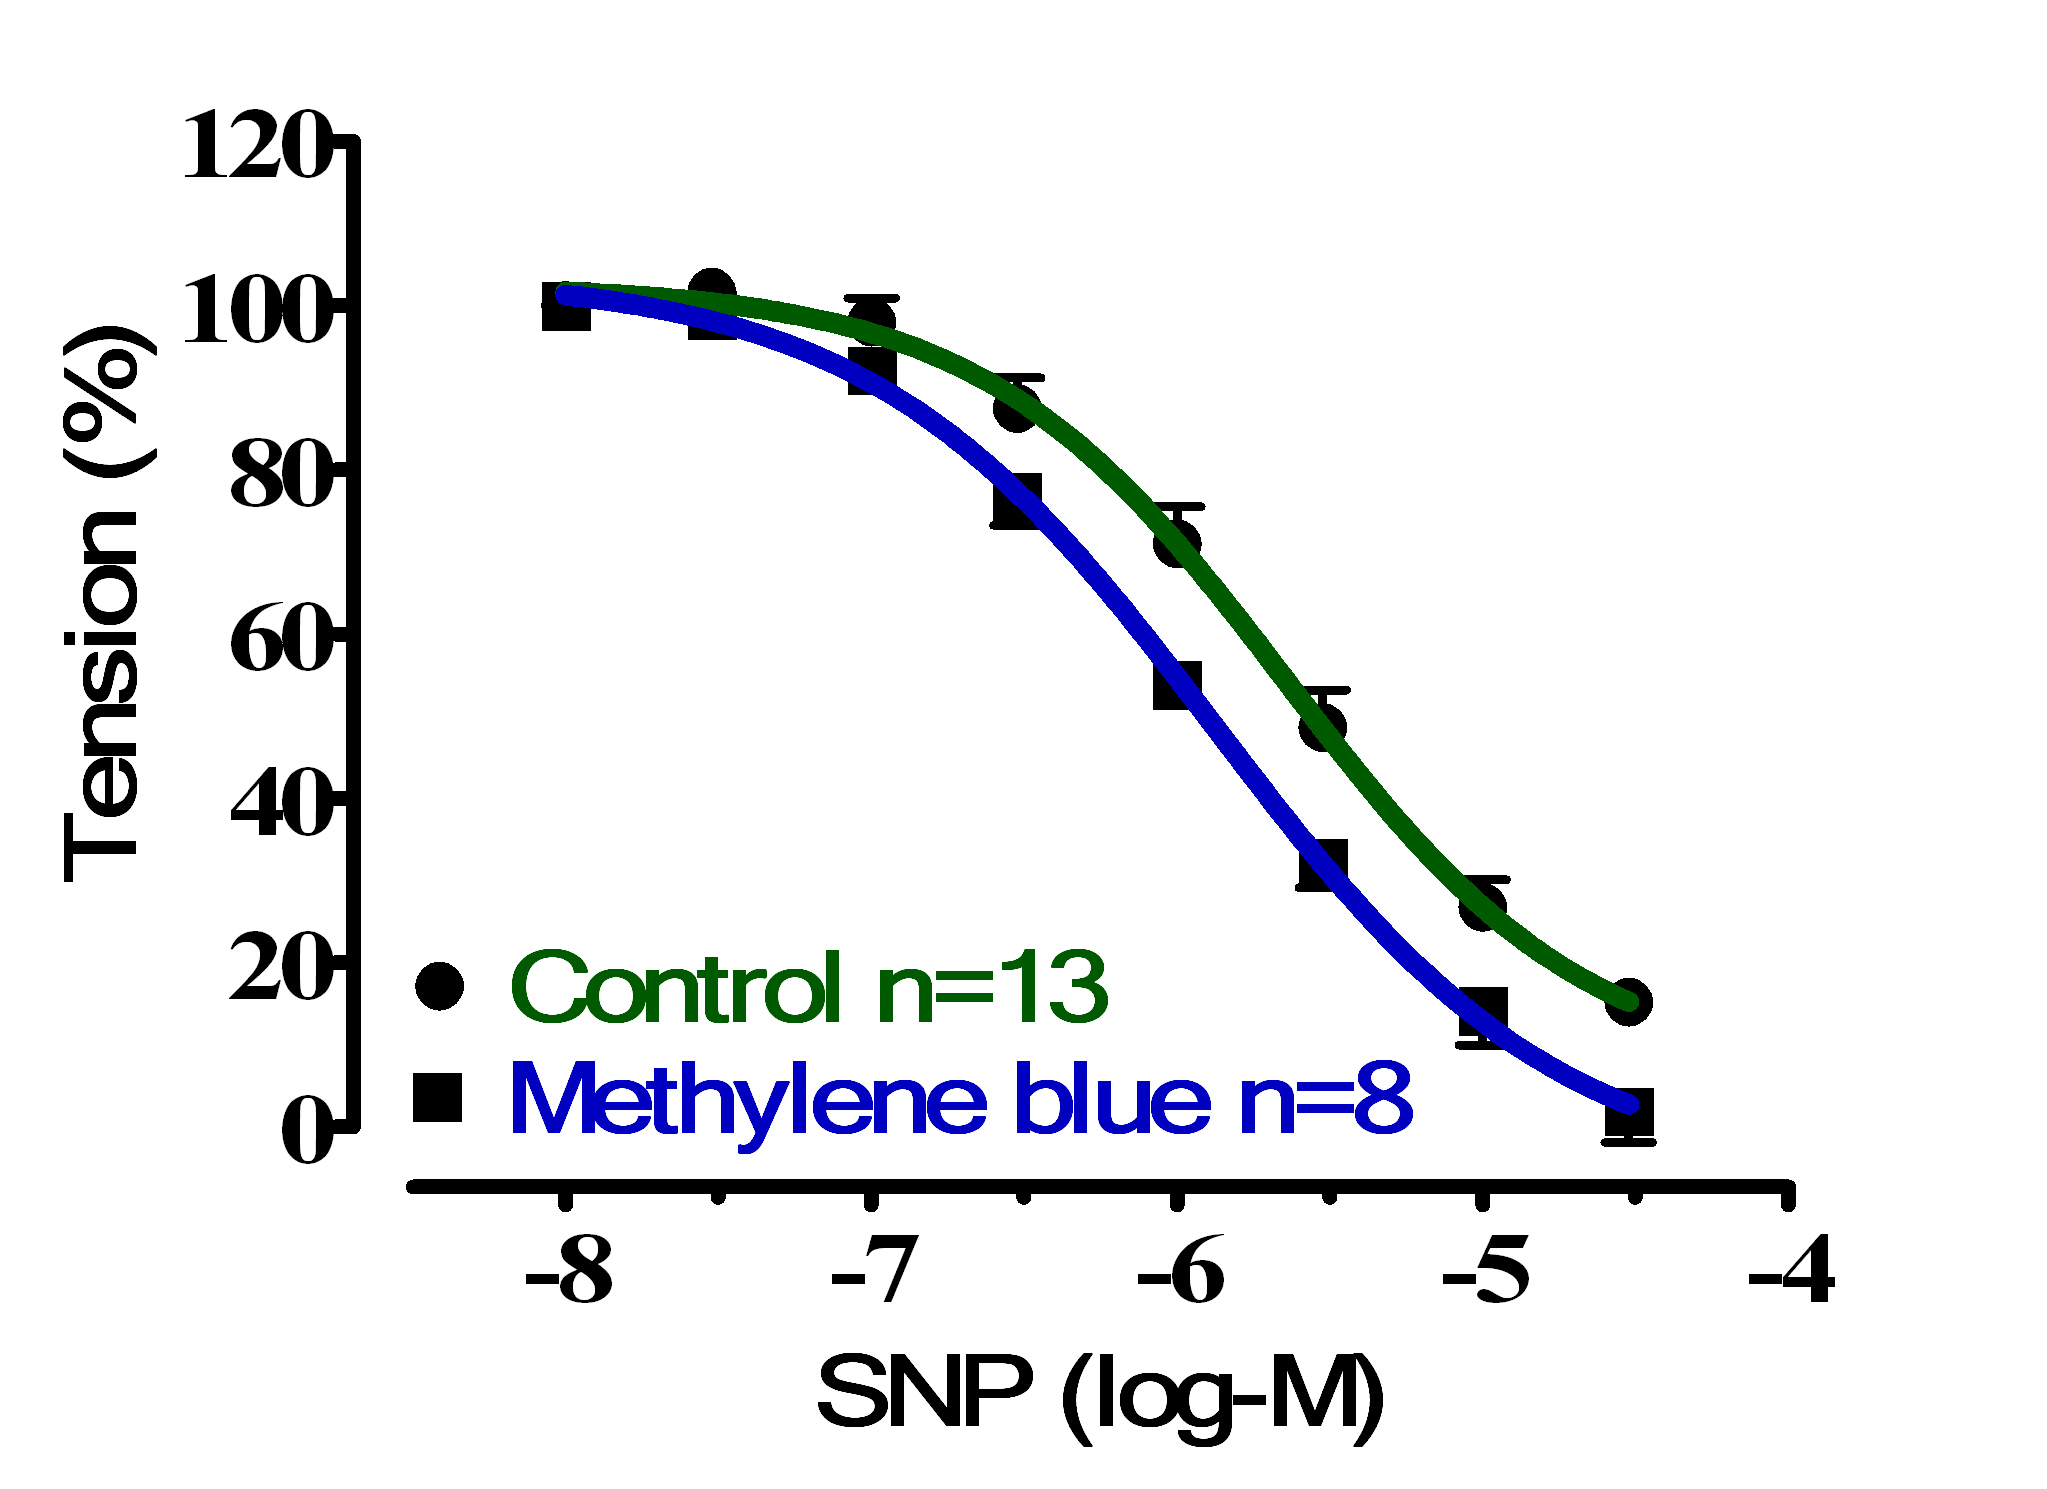 Tension (%)
120
100
80
60
40
20
0
Control n=13
Methylene blue n=8
-8 -7 -6 -5 -4
SNP (log-M)